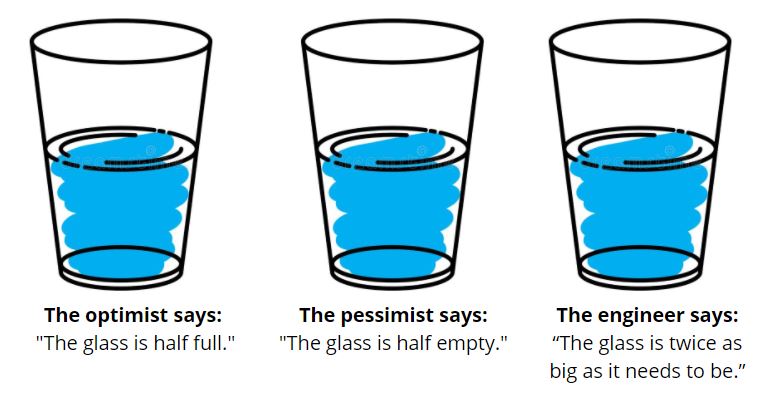 The optimist says:
"The glass is half full."
The pessimist says:
"The glass is half empty."
The engineer says:
“The glass is twice as
big as it needs to be.”